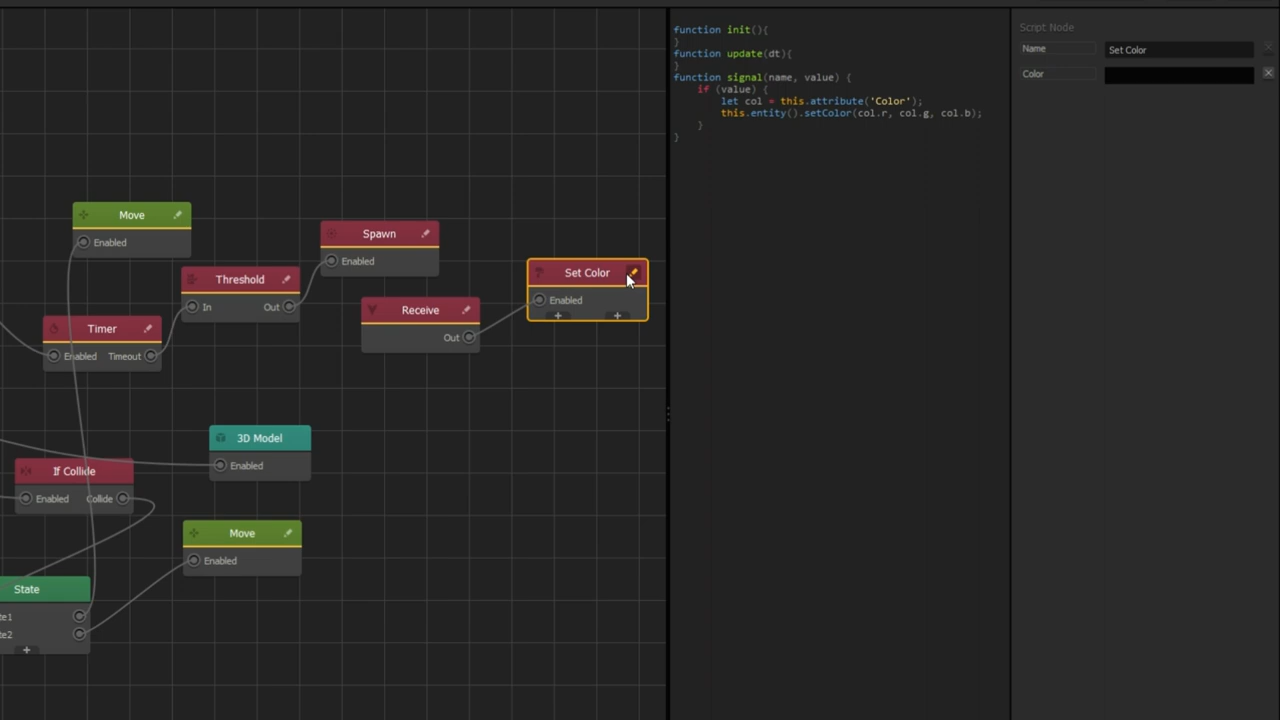 Move
Enabled
Threshold
In Out
Timer
Enabled Timeout
Spawn
Enabled
Receive
Out
Set Color
Enabled
3D Model
Enabled
If Collide
Enabled Collide
Move
Enabled
State
te1
te2
function init(){
}
function update(dt){
}
function signal(name, value) {
if (value) {
let col = this.attribute('Color');
this.entity().setColor(col.r, col.g, col.b);
}
}
Script Node
Name Set Color
Color